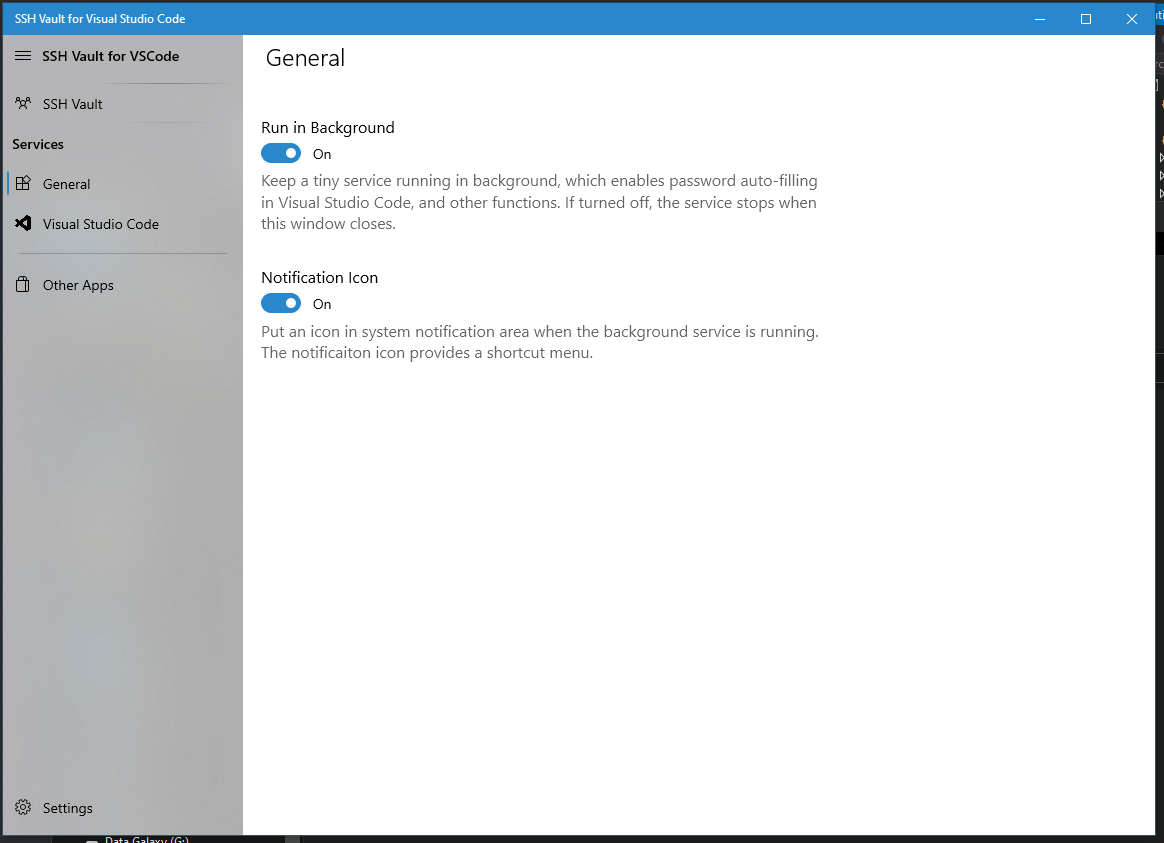 SSH Vault for Visual Studio Code
SSH Vault for VSCode
SSH Vault
Services
General
Visual Studio Code
Other Apps
Settings
General
Run in Background
On
Keep a tiny service running in background, which enables password auto-filling
in Visual Studio Code, and other functions. If turned off, the service stops when
this window closes.
Notification Icon
On
Put an icon in system notification area when the background service is running.
The notificaiton icon provides a shortcut menu.
Data Galaxy (G:)